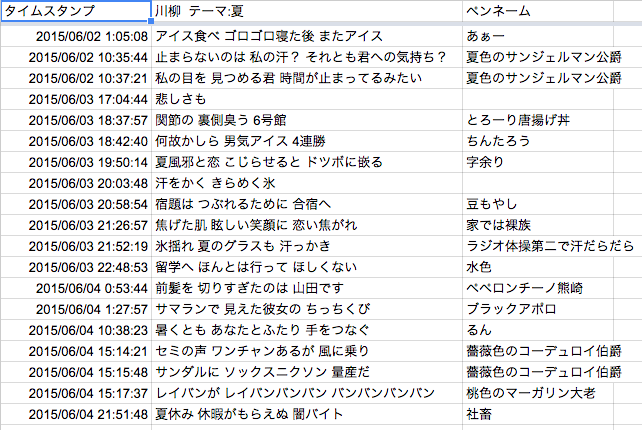 タイムスタンプ 川柳 テーマ:夏 ペンネーム
2015/06/02 1:05:08 アイス食べ ゴロゴロ寝た後 またアイス あぁー
2015/06/02 10:35:44 止まらないのは 私の汗？ それとも君への気持ち？ 夏色のサンジェルマン公爵
2015/06/02 10:37:21 私の目を 見つめる君 時間が止まってるみたい 夏色のサンジェルマン公爵
2015/06/03 17:04:44 悲しさも
2015/06/03 18:37:57 関節の 裏側臭う 6号館 とろーり唐揚げ丼
2015/06/03 18:42:40 何故かしら 男気アイス 4連勝 ちんたろう
2015/06/03 19:50:14 夏風邪と恋 こじらせると ドツボに嵌る 字余り
2015/06/03 20:03:48 汗をかく きらめく氷
2015/06/03 20:58:54 宿題は つぶれるために 合宿へ 豆もやし
2015/06/03 21:26:57 焦げた肌 眩しい笑顔に 恋い焦がれ 家では裸族
2015/06/03 21:52:19 氷揺れ 夏のグラスも 汗っかき ラジオ体操第二で汗だらだら
2015/06/03 22:48:53 留学へ ほんとは行って ほしくない 水色
2015/06/04 0:53:44 前髪を 切りすぎたのは 山田です ペペロンチーノ熊崎
2015/06/04 1:27:57 サマランで 見えた彼女の ちっちくび ブラックアポロ
2015/06/04 10:38:23 暑くとも あなたとふたり 手をつなぐ るん
2015/06/04 15:14:21 セミの声 ワンチャンあるが 風に乗り 薔薇色のコーデュロイ伯爵
2015/06/04 15:15:48 サンダルに ソックスニクソン 量産だ 薔薇色のコーデュロイ伯爵
2015/06/04 15:17:37 レイバンが レイバンバンバン バンバンバンバン 桃色のマーガリン大老
2015/06/04 21:51:48 夏休み 休暇がもらえぬ 闇バイト 社畜